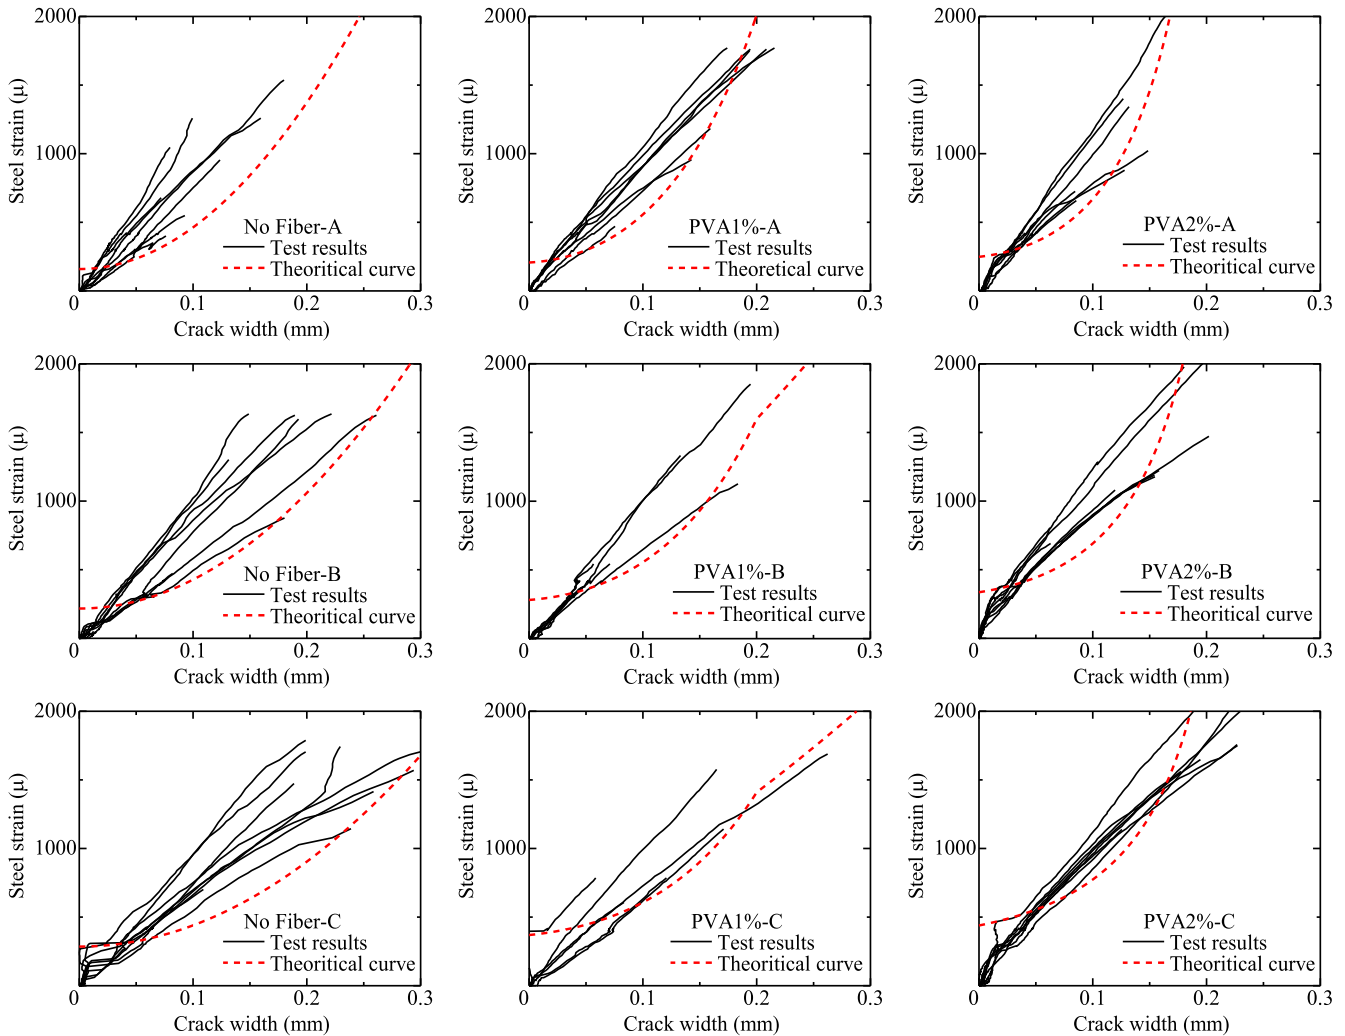 2000
1000
0
0
0.1
0.2
0.3
Steel strain (μ)
Crack width (mm)
No Fiber-A
Test results
Theoritical curve
2000
1000
0
0
0.1
0.2
0.3
Steel strain (μ)
Crack width (mm)
PVA1%-A
Test results
Theoretical curve
2000
1000
0
0
0.1
0.2
0.3
Steel strain (μ)
Crack width (mm)
PVA2%-A
Test results
Theoritical curve
2000
1000
0
0
0.1
0.2
0.3
Steel strain (μ)
Crack width (mm)
No Fiber-B
Test results
Theoritical curve
2000
1000
0
0
0.1
0.2
0.3
Steel strain (μ)
Crack width (mm)
PVA1%-B
Test results
Theoritical curve
2000
1000
0
0
0.1
0.2
0.3
Steel strain (μ)
Crack width (mm)
PVA2%-B
Test results
Theoritical curve
2000
1000
0
0
0.1
0.2
0.3
Steel strain (μ)
Crack width (mm)
No Fiber-C
Test results
Theoritical curve
2000
1000
0
0
0.1
0.2
0.3
Steel strain (μ)
Crack width (mm)
PVA1%-C
Test results
Theoritical curve
2000
1000
0
0
0.1
0.2
0.3
Steel strain (μ)
Crack width (mm)
PVA2%-C
Test results
Theoritical curve